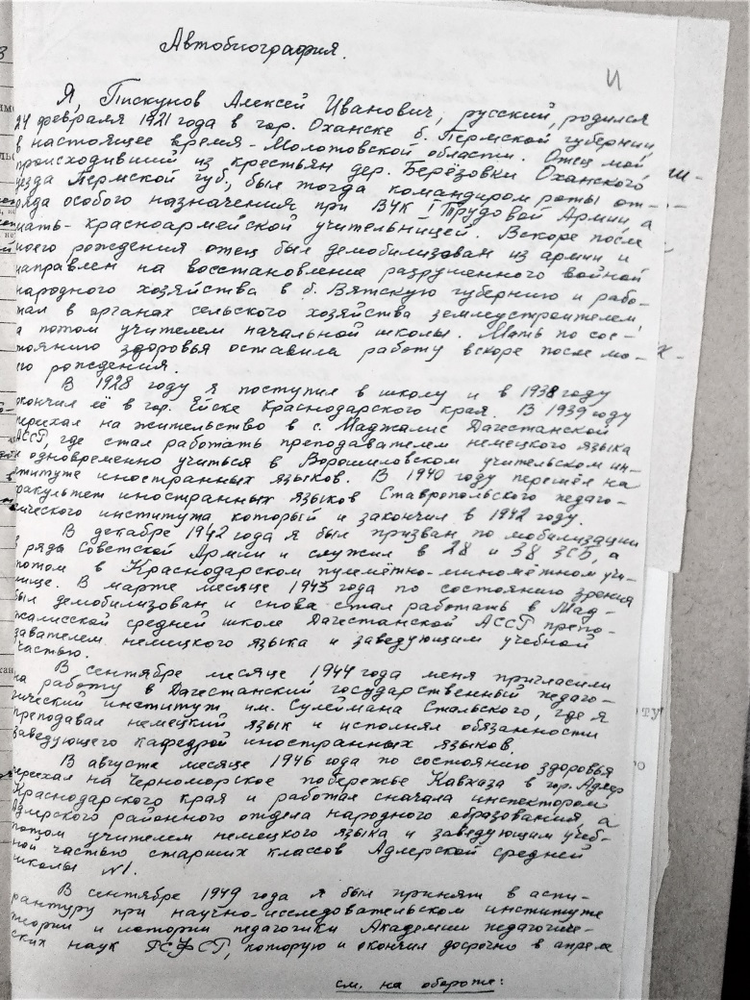 Автобиография.
Я, Пискунов Алексей Иванович, русский, родился
24 февраля 1921 года в гор. Оханске б. Пермской губернии
в настоящее время - Молотовской области. Отец мой
происходивший из крестьян дер. Берёзовки Оханского
уезда Пермской губ., был тогда командиром роты от-
ряда особого назначения при ВЧК Трудовой Армии, а
мать - красноармейской учительницей. Вскоре после
моего рождения отец был демобилизован из армии и
направлен на восстановление разрушенного войной
народного хозяйства в б. Вятскую губернию и рабо-
тал в органах сельского хозяйства землеустроителем,
а потом учителем начальной школы. Мать по сос-
тоянию здоровья оставила работу вскоре после мо-
го рождения.
В 1928 году я поступил в школу и в 1938 году
окончил её в гор. Ейске Краснодарского края. В 1939 году
переехал на жительство в с. Маджалис Дагестанской
АССР, где стал работать преподавателем немецкого языка
и одновременно учиться в Ворошиловском учительском ин-
ституте иностранных языков. В 1940 году перешёл на
факультет иностранных языков Ставропольского педаго-
гического института который и закончил в 1942 году.
В декабре 1942 года я был призван по мобилизации
в ряды Советской Армии и служил в 28 и 38 ЗСП, а
потом в Краснодарском пулемётно-миномётном учи-
лище. В марте месяце 1943 года по состоянию зрения
был демобилизован и снова стал работать в Мад-
жалисской средней школе Дагестанской АССР препо-
давателем немецкого языка и заведующим учебной
частью.
В сентябре месяце 1944 года меня пригласили
на работу в Дагестанский государственный педаго-
гический институт им. Сулеймана Стальского, где я
преподавал немецкий язык и исполнял обязанности
заведующего кафедрой иностранных языков.
В августе месяце 1946 года по состоянию здоровья
переехал на Черноморское побережье Кавказа в гор. Адлер
Краснодарского края и работал сначала инспектором
Адлерского районного отдела народного образования, а
потом учителем немецкого языка и заведующим учеб-
ной частью старших классов Адлерской средней
школы №1.
В сентябре 1949 года я был принят в аспи-
рантуру при научно-исследовательском институте
теории и истории педагогики Академии педагогиче-
ских наук РСФСР, которую и окончил досрочно в апреле
см. на обороте: